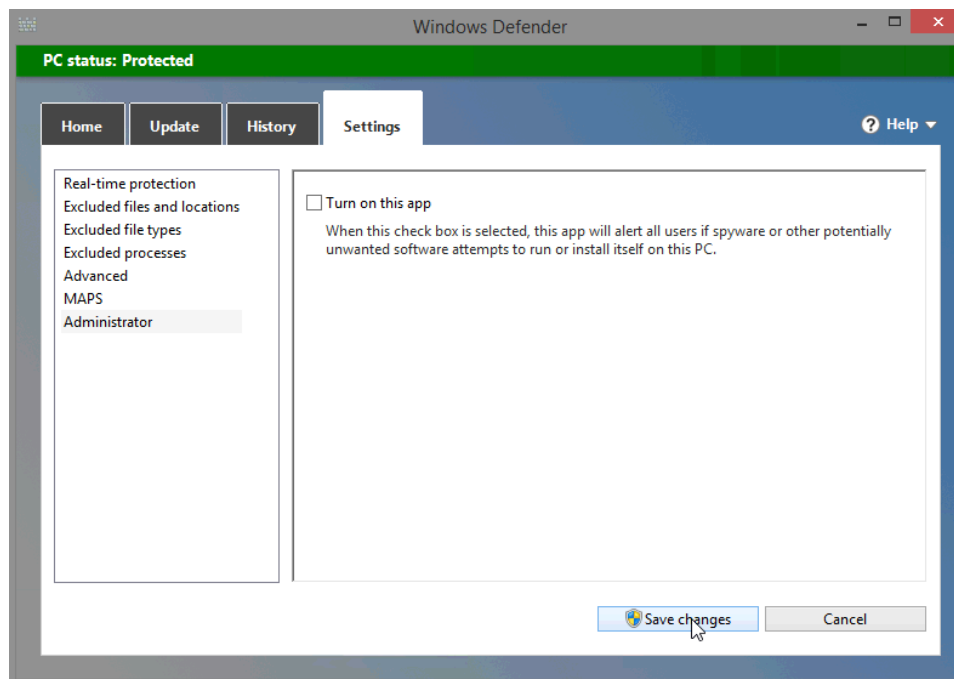 Windows Defender
PC status: Protected
Home
Update
History
Settings
Help
Real-time protection
Excluded files and locations
Excluded file types
Excluded processes
Advanced
MAPS
Administrator
Turn on this app
When this check box is selected, this app will alert all users if spyware or other potentially
unwanted software attempts to run or install itself on this PC.
Save changes
Cancel